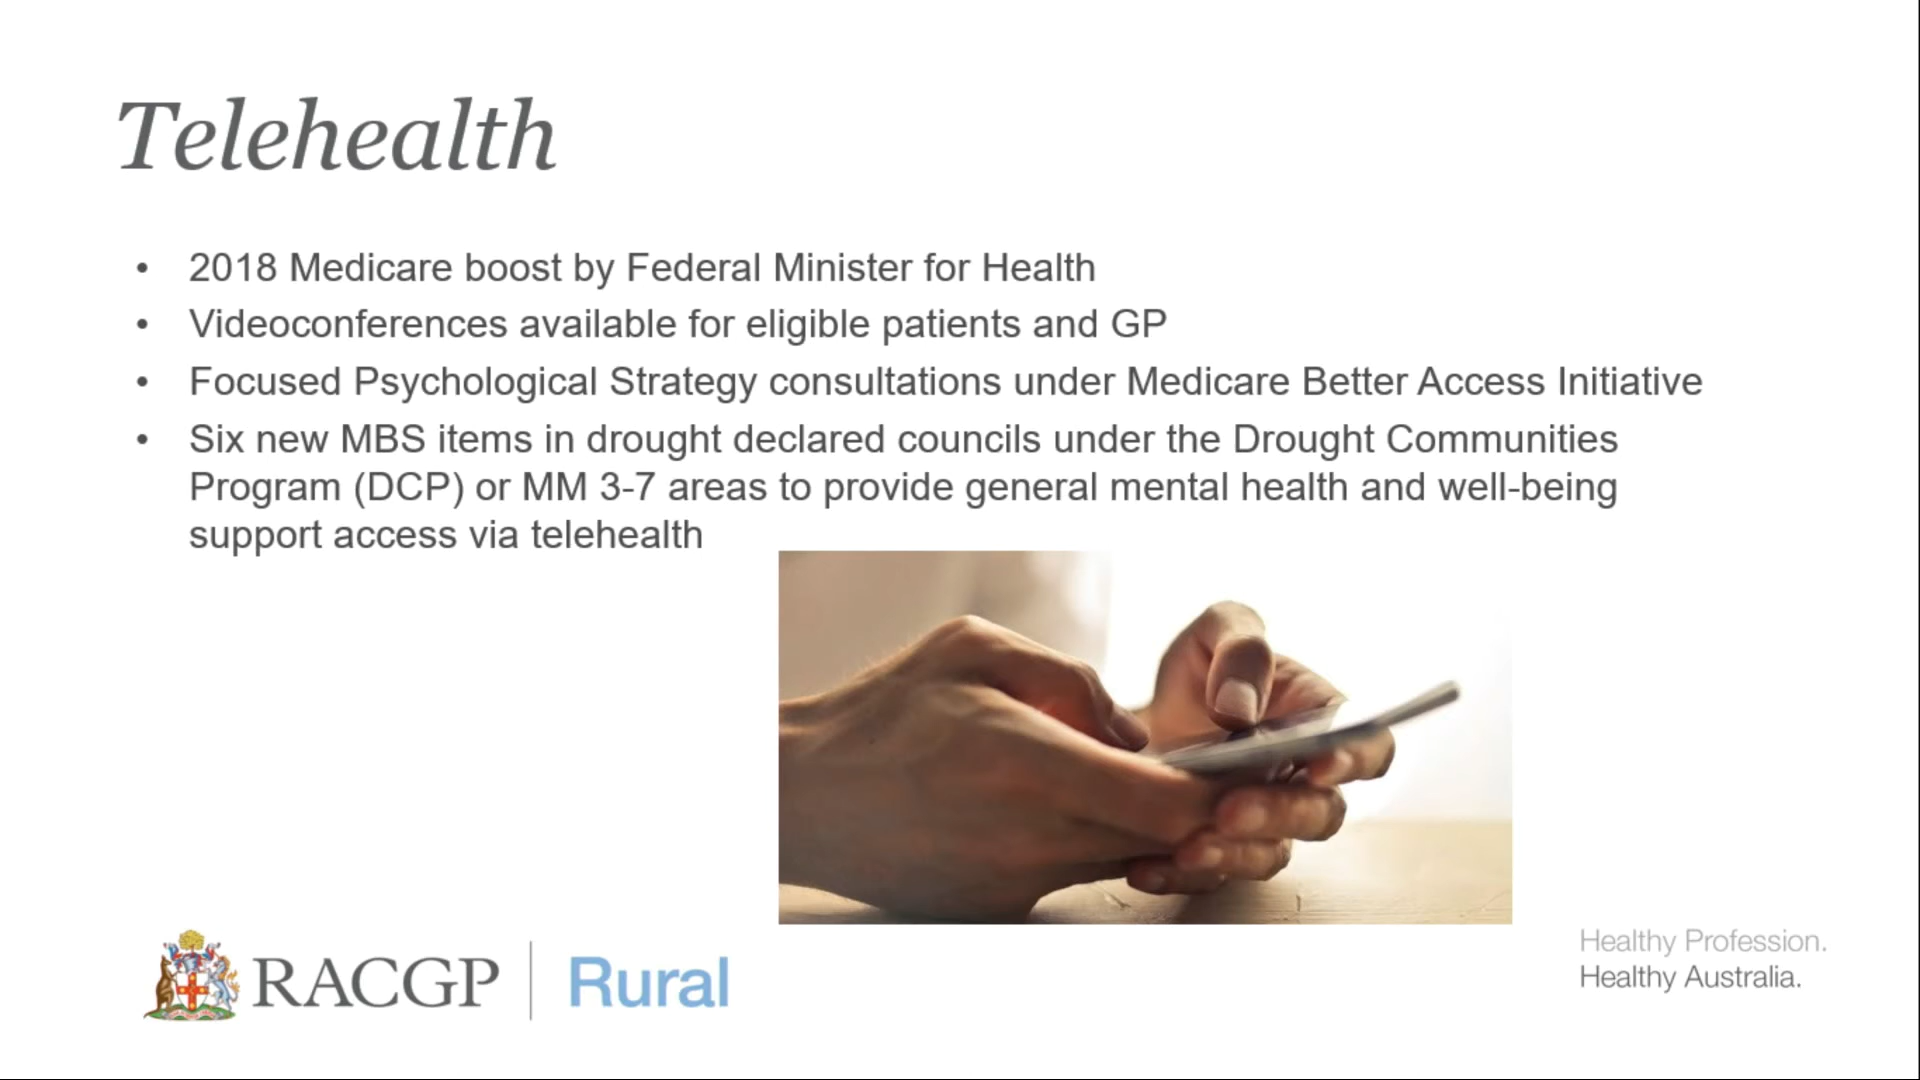 Telehealth
• 2018 Medicare boost by Federal Minister for Health
• Videoconferences available for eligible patients and GP
• Focused Psychological Strategy consultations under Medicare Better Access Initiative
• Six new MBS items in drought declared councils under the Drought Communities
Program (DCP) or MM 3-7 areas to provide general mental health and well-being
support access via telehealth
RACGP | Rural
Healthy Profession.
Healthy Australia.